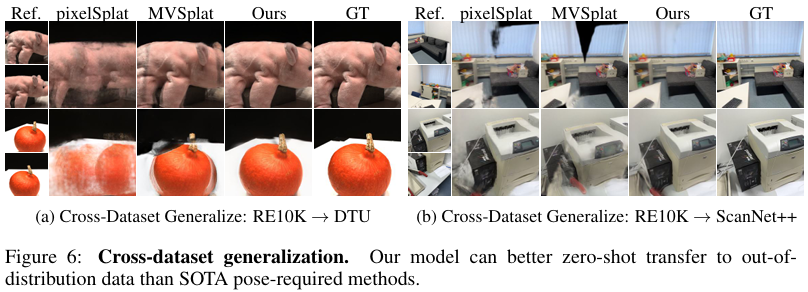 Ref. pixelSplat MVSplat Ours GT Ref. pixelSplat MVSplat Ours GT
(a) Cross-Dataset Generalize: RE10K → DTU (b) Cross-Dataset Generalize: RE10K → ScanNet++
Figure 6: Cross-dataset generalization. Our model can better zero-shot transfer to out-of-
distribution data than SOTA pose-required methods.